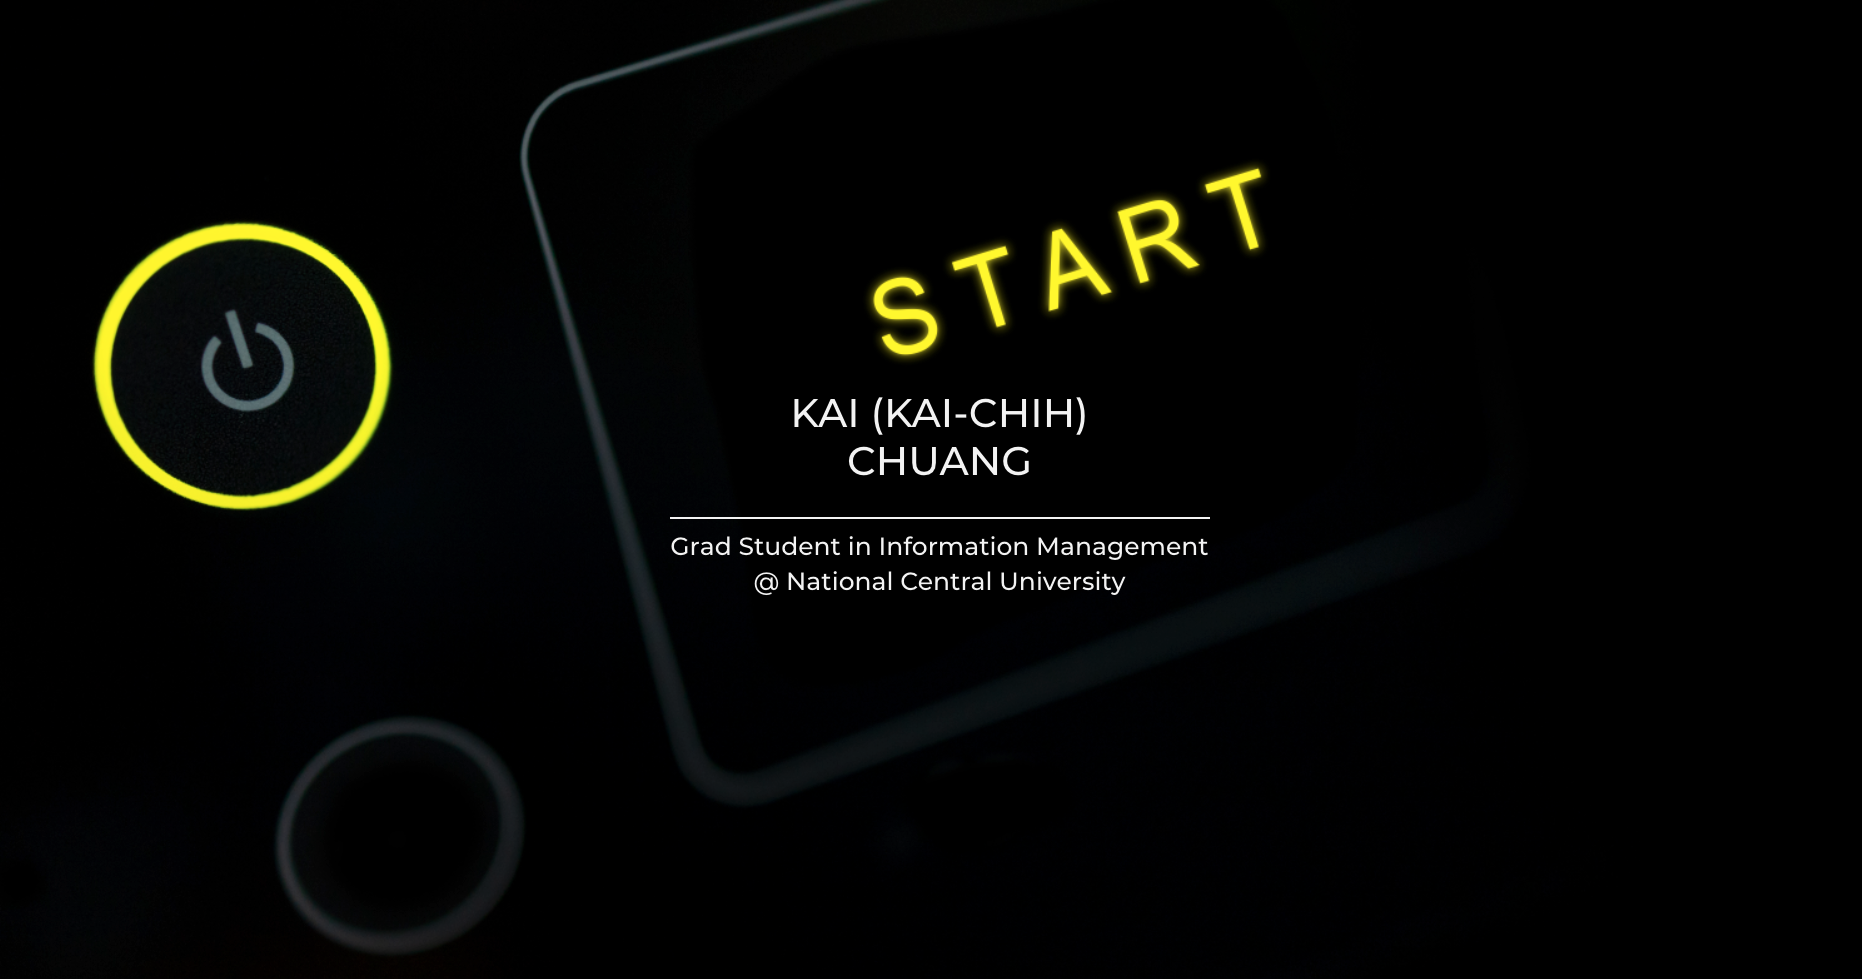 START
KAI (KAI-CHIH)
CHUANG
Grad Student in Information Management
@ National Central University